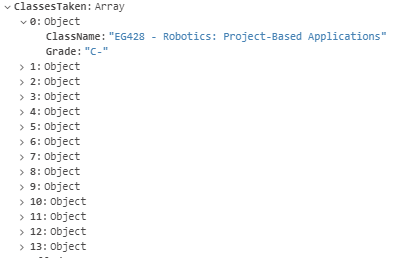 ClassesTaken: Array
0: Object
ClassName: "EG428 - Robotics: Project-Based Applications"
Grade: "C-"
1: Object
2: Object
3: Object
4: Object
5: Object
6: Object
7: Object
8: Object
9: Object
10: Object
11: Object
12: Object
13: Object